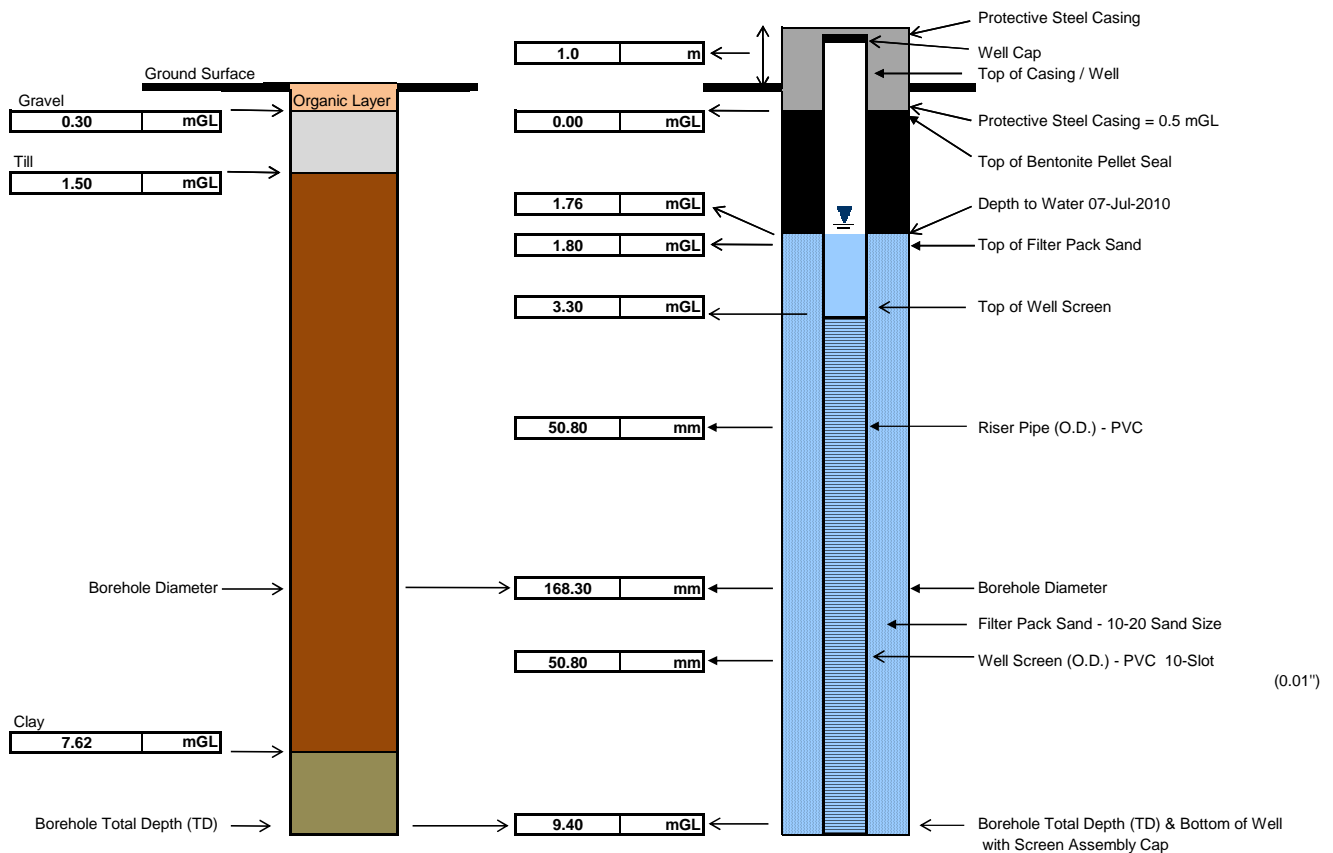 Protective Steel Casing
1.0 m
Well Cap
Ground Surface
Top of Casing / Well
Gravel
Organic Layer
0.30 mGL
0.00 mGL
Protective Steel Casing = 0.5 mGL
Till
Top of Bentonite Pellet Seal
1.50 mGL
1.76 mGL
Depth to Water 07-Jul-2010
1.80 mGL
Top of Filter Pack Sand
3.30 mGL
Top of Well Screen
50.80 mm
Riser Pipe (O.D.) - PVC
Borehole Diameter
168.30 mm
Borehole Diameter
Filter Pack Sand - 10-20 Sand Size
50.80 mm
Well Screen (O.D.) - PVC 10-Slot
(0.01")
Clay
7.62 mGL
Borehole Total Depth (TD)
9.40 mGL
Borehole Total Depth (TD) & Bottom of Well
with Screen Assembly Cap